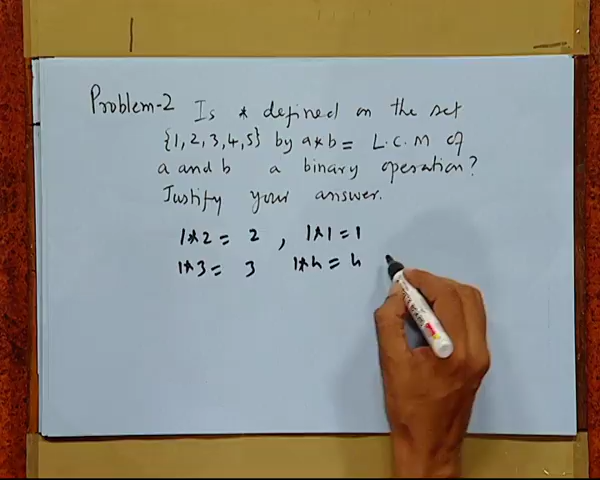 Problem-2 Is * defined on the set
{1,2,3,4,5} by a*b = L.C.M of
a and b a binary operation?
Justify your answer.
1*2 = 2 , 1*1 = 1
1*3 = 3 1*4 = 4